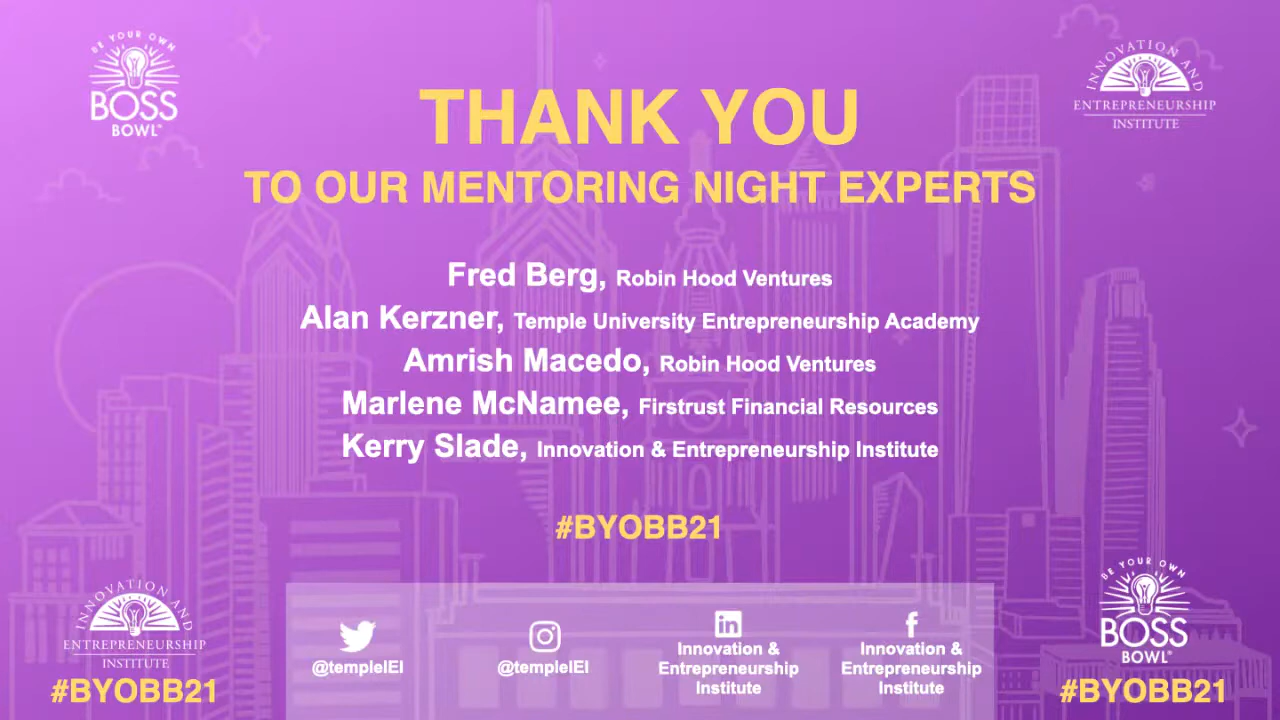 BE YOUR OWN
BOSS
BOWL™
INNOVATION AND
ENTREPRENEURSHIP
INSTITUTE
THANK YOU
TO OUR MENTORING NIGHT EXPERTS
Fred Berg, Robin Hood Ventures
Alan Kerzner, Temple University Entrepreneurship Academy
Amrish Macedo, Robin Hood Ventures
Marlene McNamee, Firstrust Financial Resources
Kerry Slade, Innovation & Entrepreneurship Institute
#BYOBB21
INNOVATION AND
ENTREPRENEURSHIP
INSTITUTE
#BYOBB21
@templeIEI
@templeIEI
Innovation &
Entrepreneurship
Institute
Innovation &
Entrepreneurship
Institute
BE YOUR OWN
BOSS
BOWL®
#BYOBB21